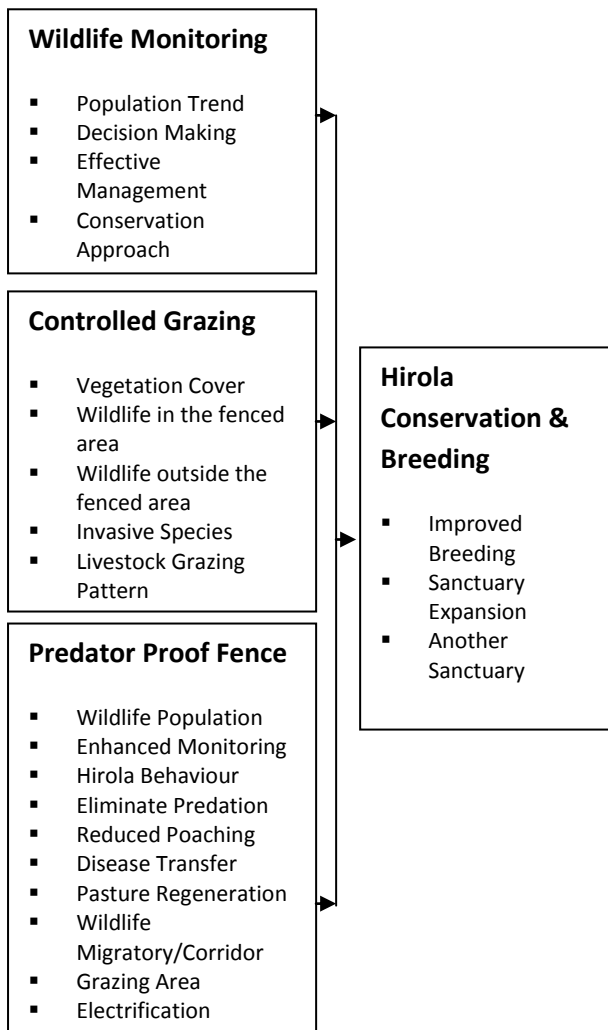 Wildlife Monitoring
▪ Population Trend
▪ Decision Making
▪ Effective
Management
▪ Conservation
Approach
Controlled Grazing
▪ Vegetation Cover
▪ Wildlife in the fenced
area
▪ Wildlife outside the
fenced area
▪ Invasive Species
▪ Livestock Grazing
Pattern
Predator Proof Fence
▪ Wildlife Population
▪ Enhanced Monitoring
▪ Hirola Behaviour
▪ Eliminate Predation
▪ Reduced Poaching
▪ Disease Transfer
▪ Pasture Regeneration
▪ Wildlife
Migratory/Corridor
▪ Grazing Area
▪ Electrification
Hirola
Conservation &
Breeding
▪ Improved
Breeding
▪ Sanctuary
Expansion
▪ Another
Sanctuary